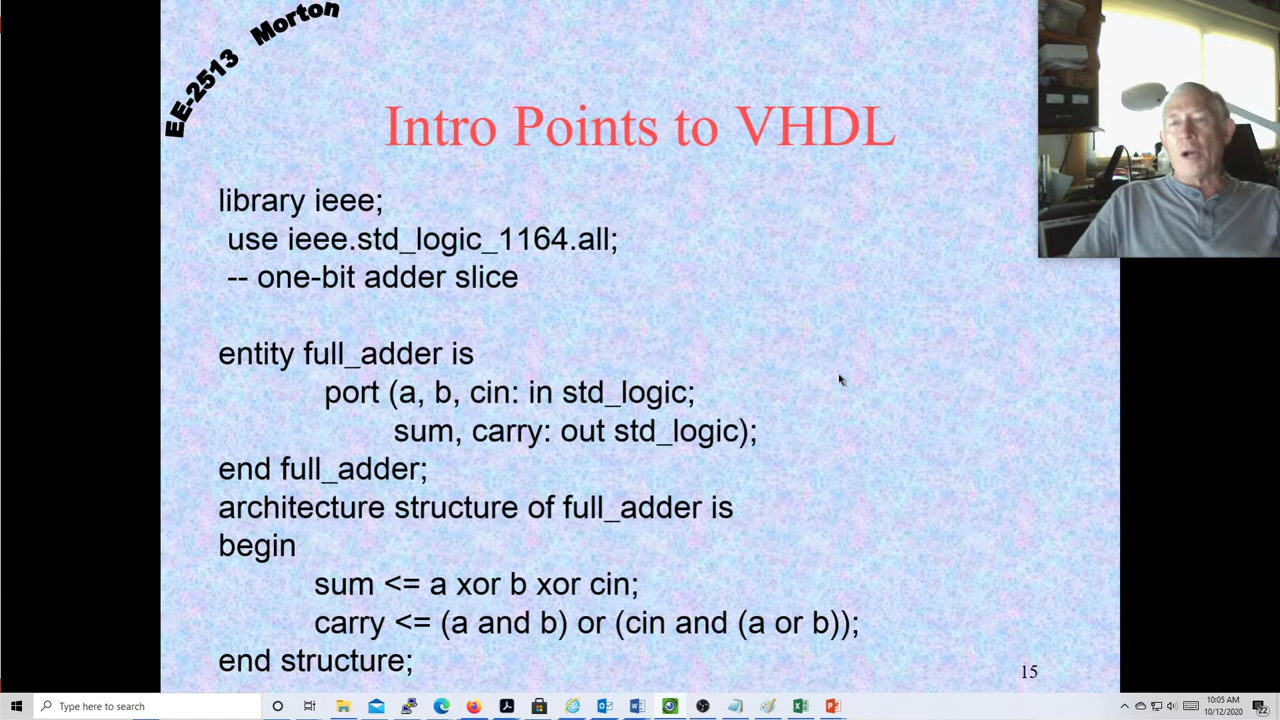 EE-2513 Morton
Intro Points to VHDL
library ieee;
use ieee.std_logic_1164.all;
-- one-bit adder slice
entity full_adder is
port (a, b, cin: in std_logic;
sum, carry: out std_logic);
end full_adder;
architecture structure of full_adder is
begin
sum <= a xor b xor cin;
carry <= (a and b) or (cin and (a or b));
end structure;
15
Type here to search
10:05 AM
10/12/2020
22